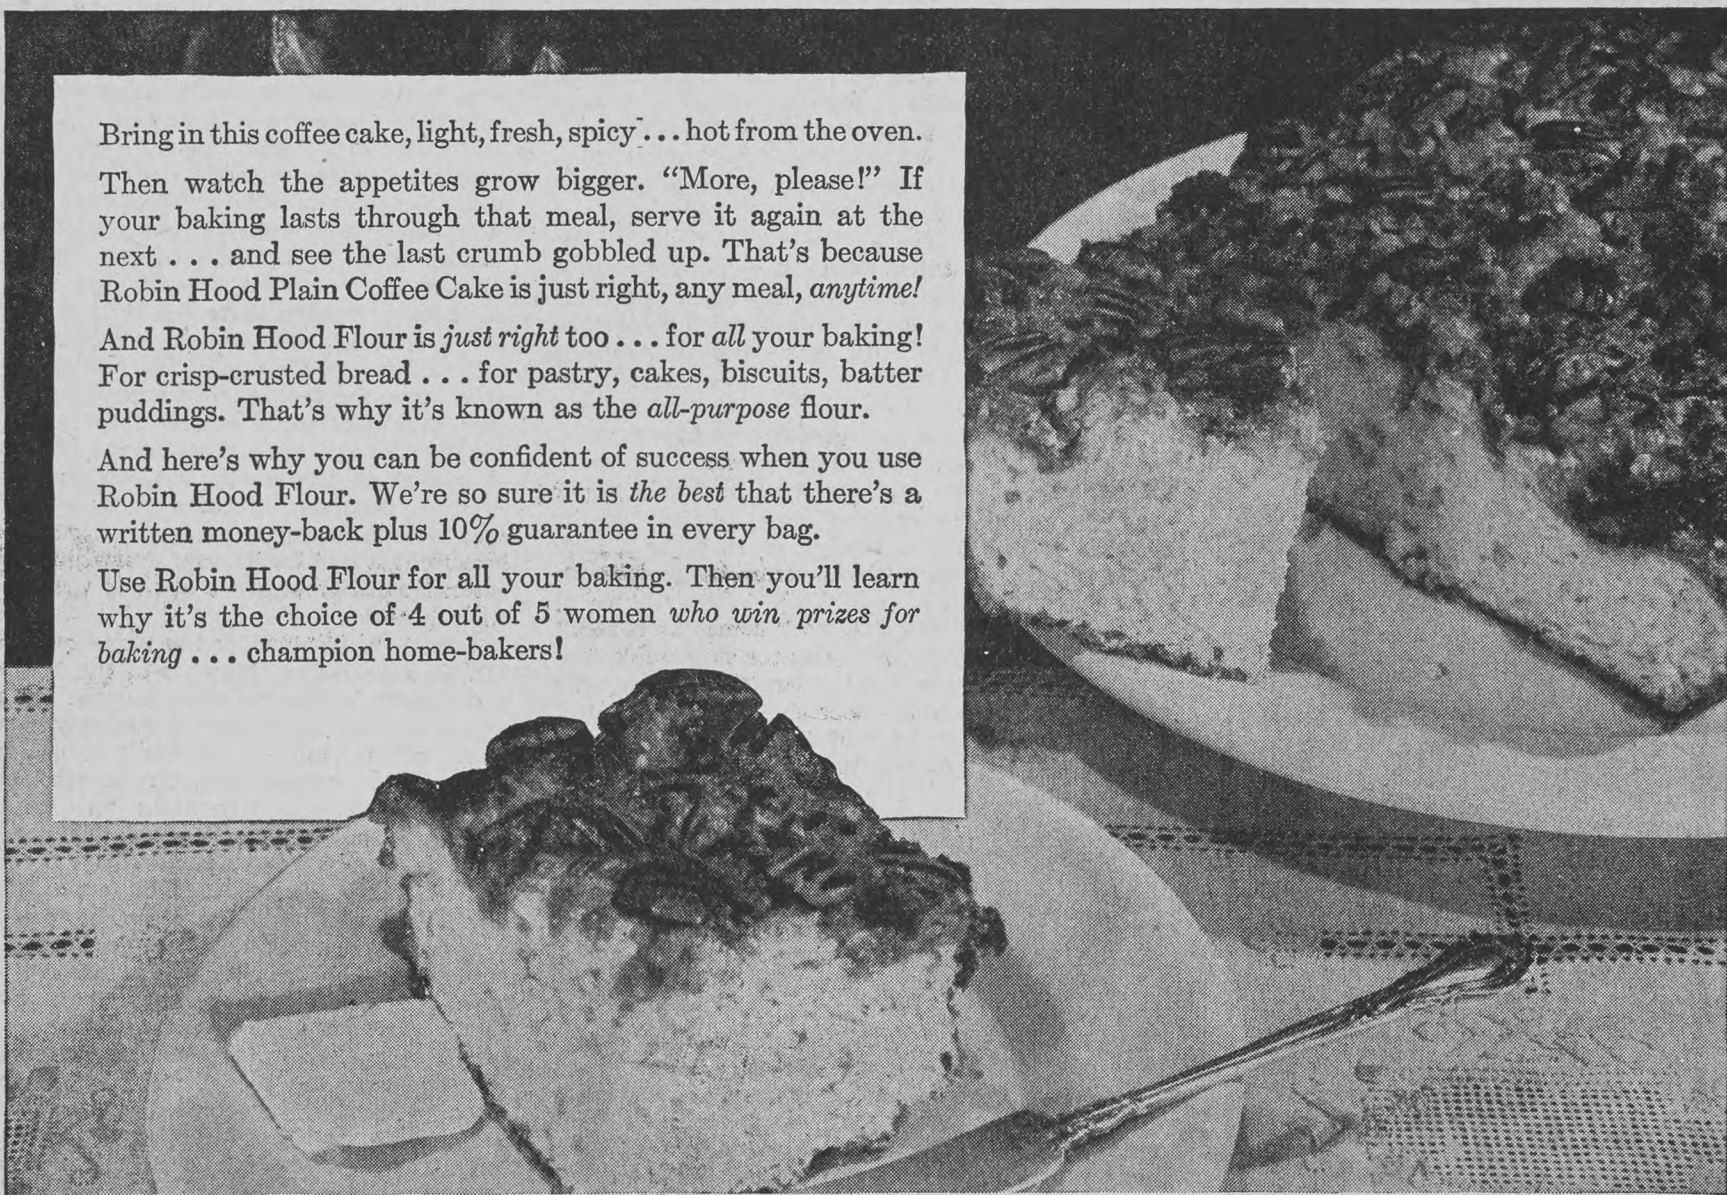 Bring in this coffee cake, light, fresh, spicy ... hot from the oven.
Then watch the appetites grow bigger. “More, please!” If
your baking lasts through that meal, serve it again at the
next . . . and see the last crumb gobbled up. That's because
Robin Hood Plain Coffee Cake is just right, any meal, anytime!
And Robin Hood Flour is just right too ... for all your baking!
For crisp-crusted bread . . . for pastry, cakes, biscuits, batter
puddings. That's why it's known as the all-purpose flour.
And here's why you can be confident of success when you use
Robin Hood Flour. We're so sure it is the best that there's a
written money-back plus 10% guarantee in every bag.
Use Robin Hood Flour for all your baking. Then you'll learn
why it's the choice of 4 out of 5 women who win prizes for
baking ... champion home-bakers!